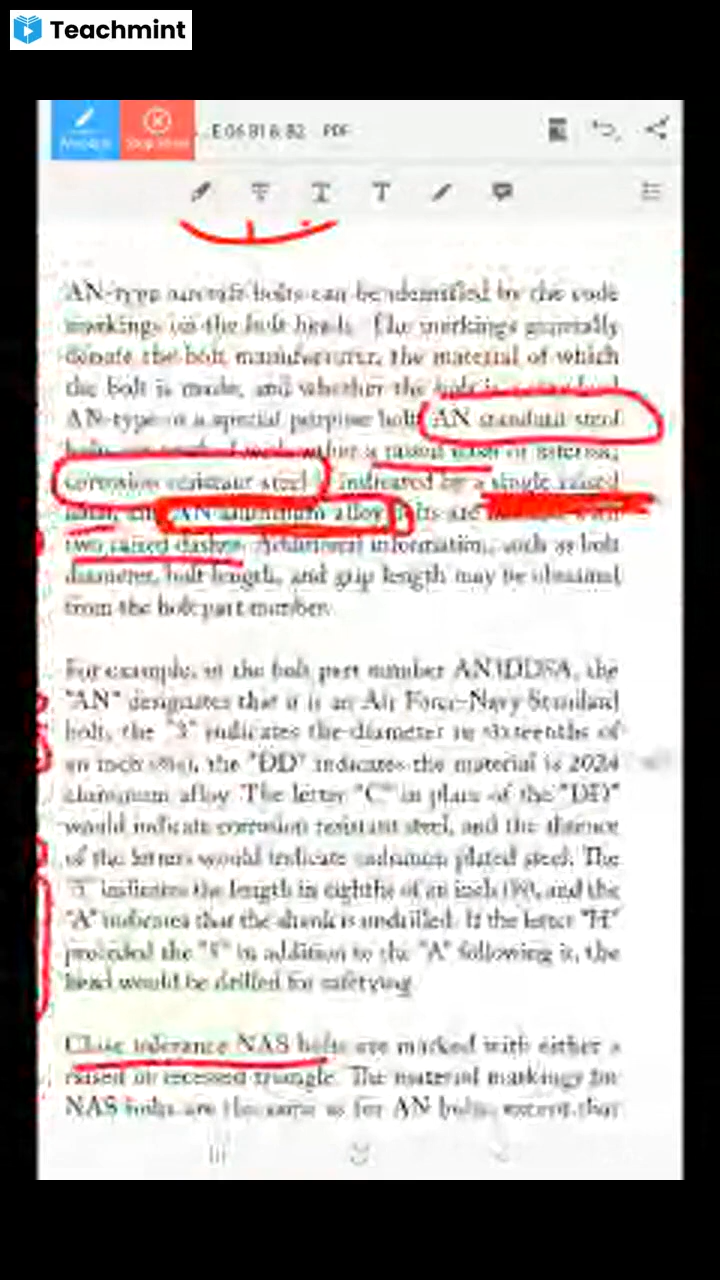 Teachmint
E 06 B1 & B2 PDF
AN-type aircraft bolts can be identified by the code
markings on the bolt heads. The markings generally
denote the bolt manufacturer, the material of which
the bolt is made, and whether the bolt is a standard
AN-type or a special purpose bolt. AN standard steel
bolts are marked with either a raised dash or asterisk,
corrosion resistant steel indicated by a single raised
dash, and AN aluminum alloy bolts are marked with
two raised dashes. Additional information, such as bolt
diameter, bolt length, and grip length may be obtained
from the bolt part number.
For example, in the bolt part number AN3DD5A, the
"AN" designates that it is an Air Force-Navy Standard
bolt, the "3" indicates the diameter in sixteenths of
an inch the "DD" indicates the material is 2024
aluminum alloy. The letter "C" in place of the "DD"
would indicate corrosion resistant steel, and the absence
of the letters would indicate cadmium plated steel. The
"5" indicates the length in eighths of an inch and the
"A" indicates that the shank is undrilled. If the letter "H"
preceded the "5" in addition to the "A" following it, the
head would be drilled for safetying.
Close tolerance NAS bolts are marked with either a
raised or recessed triangle. The material markings for
NAS bolts are the same as for AN bolts, except that